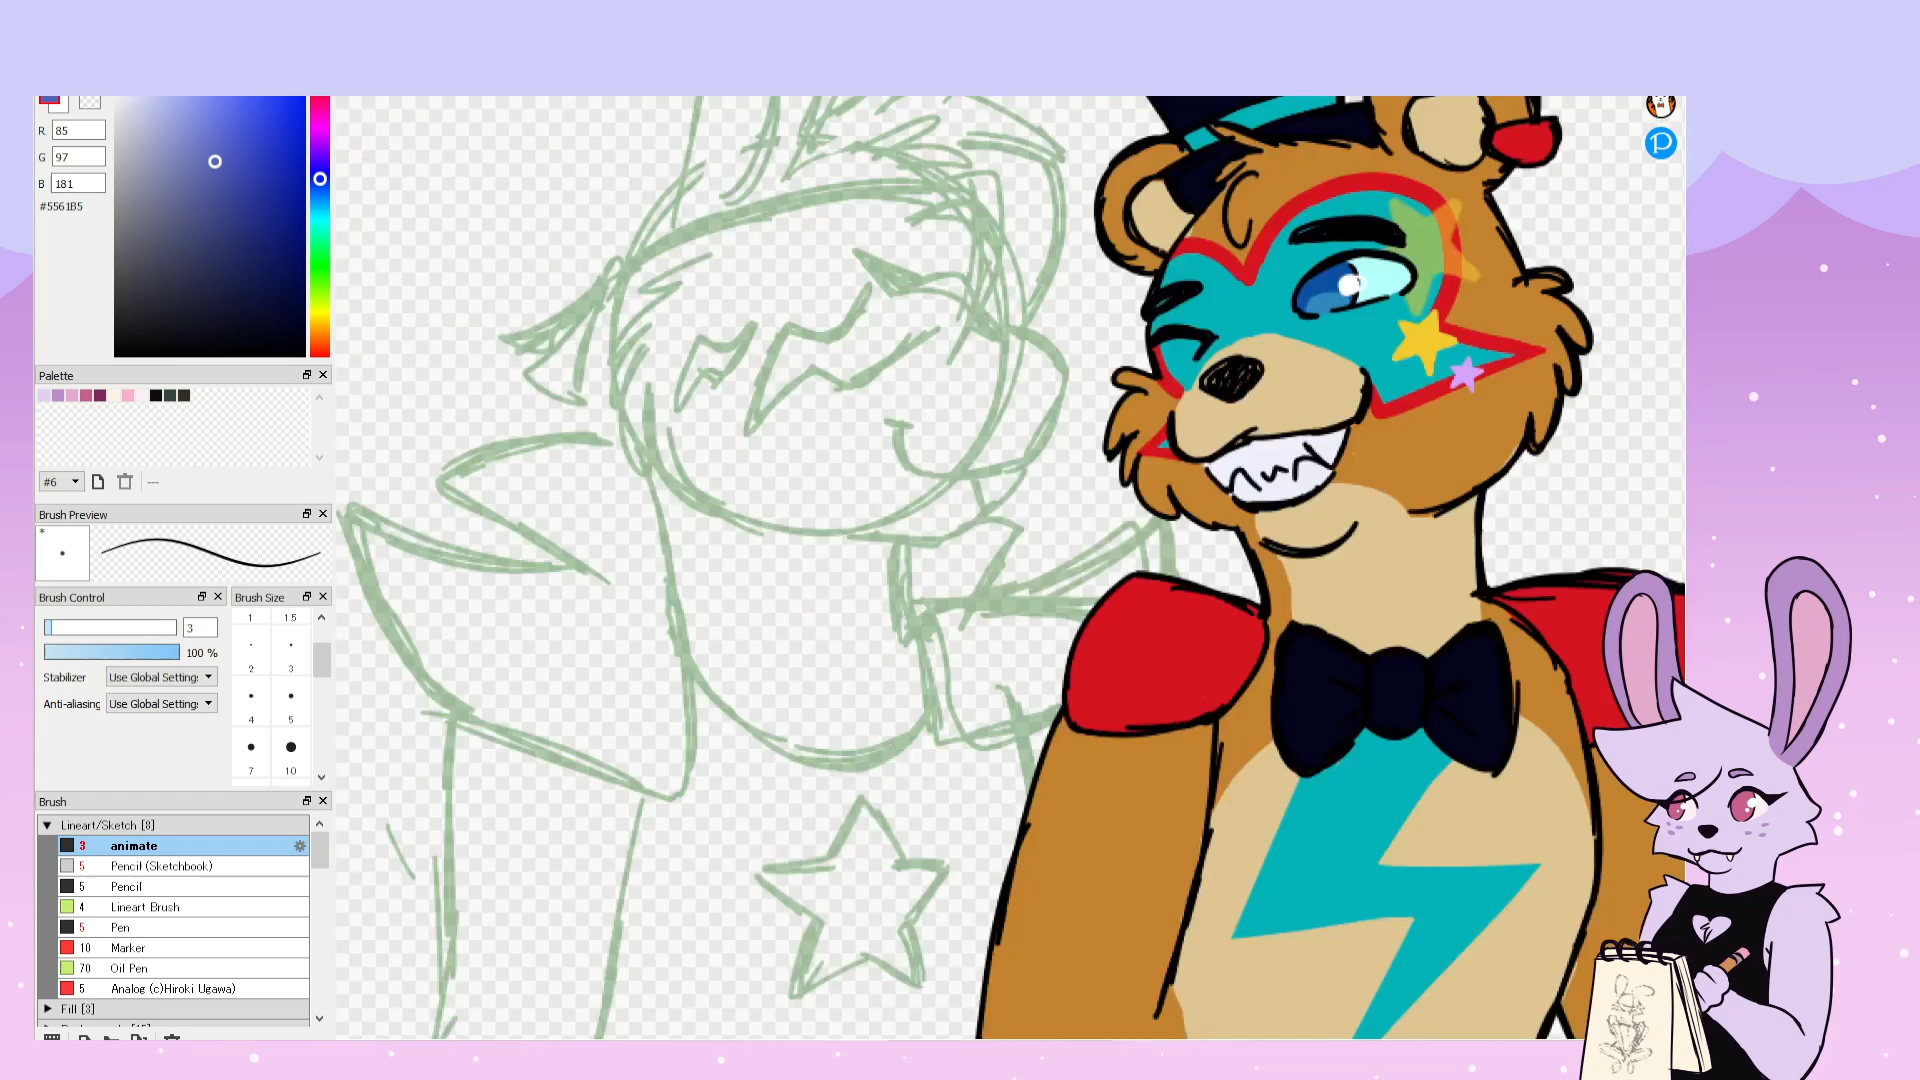 R 85
G 97
B 181
#5561B5
Palette
#6
---
Brush Preview
*
Brush Control
3
100 %
Stabilizer Use Global Settings
Anti-aliasing Use Global Settings
Brush Size
1 1.5
2 3
4 5
7 10
Brush
Lineart/Sketch [8]
3 animate
5 Pencil (Sketchbook)
5 Pencil
4 Lineart Brush
5 Pen
10 Marker
70 Oil Pen
5 Analog (c)Hiroki Ugawa)
Fill [3]
P